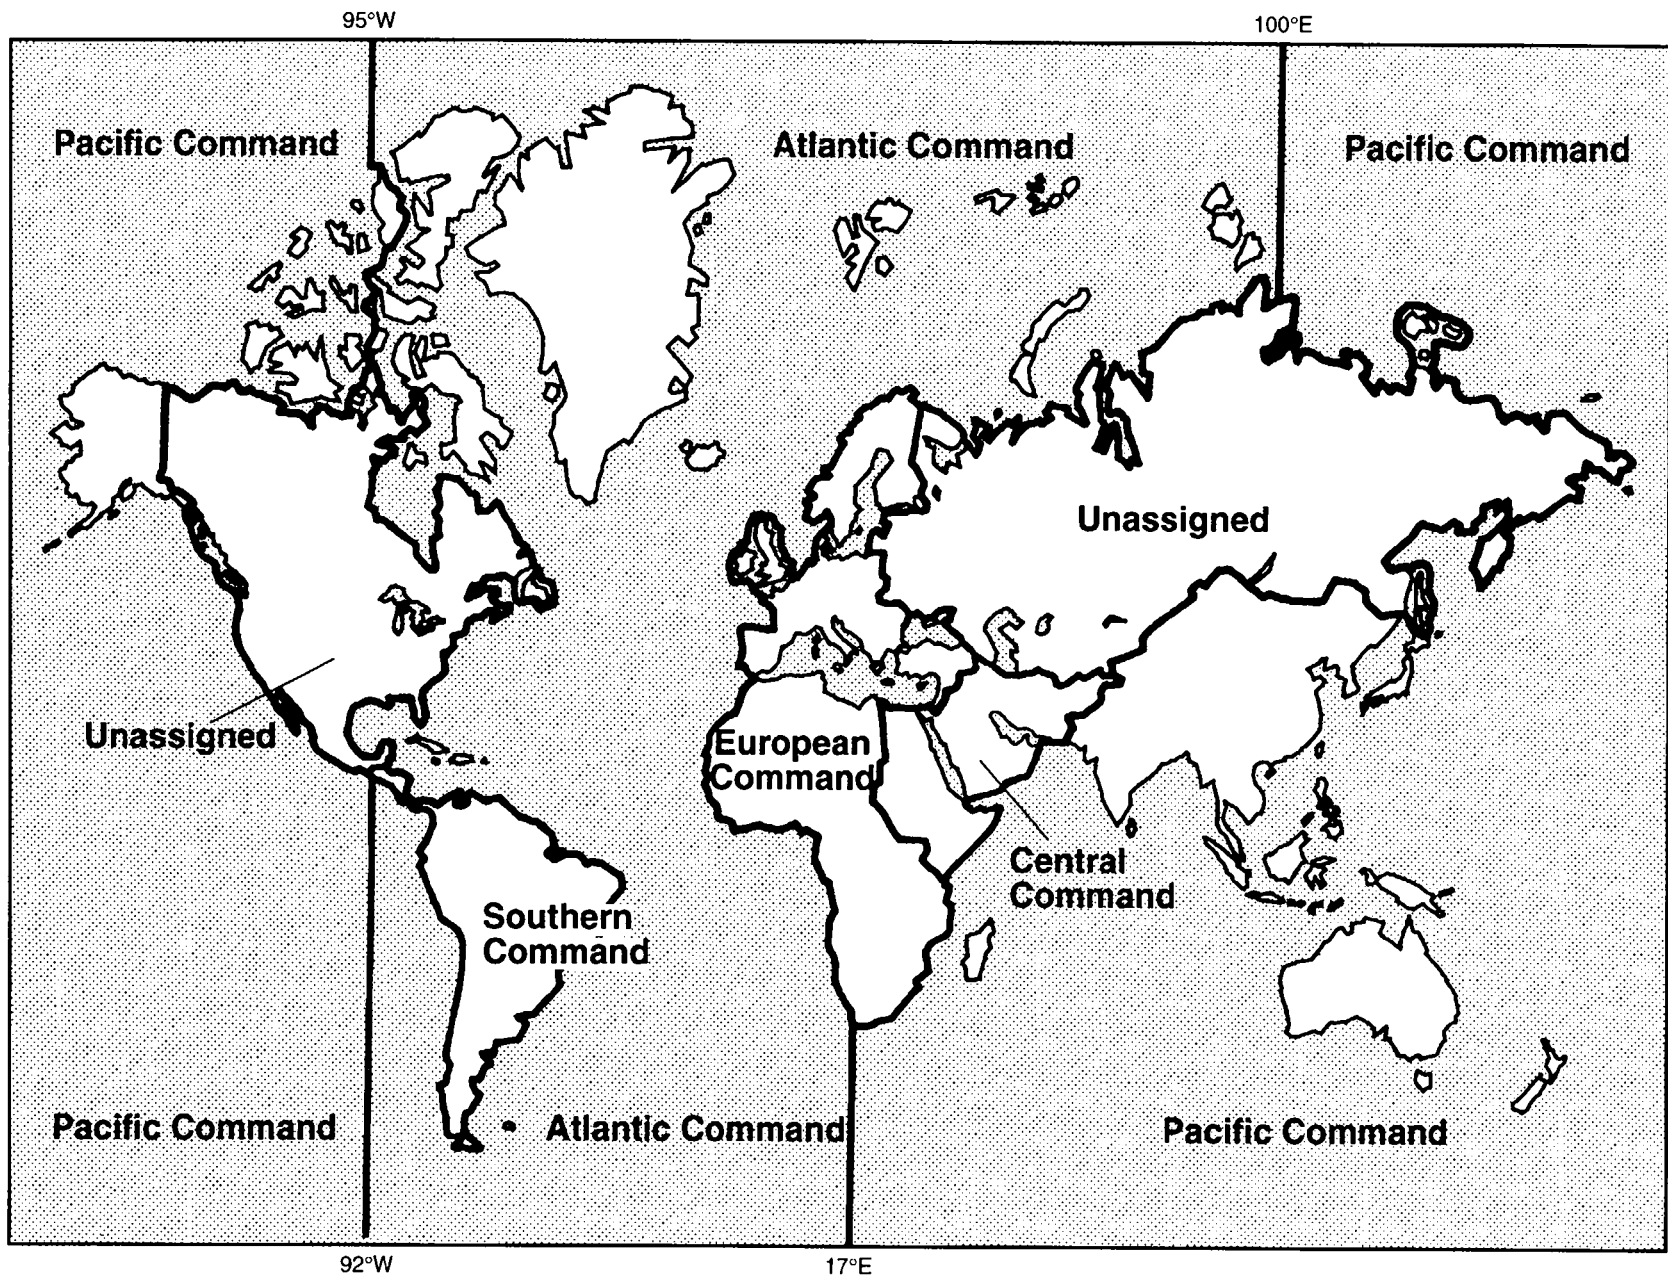 95°W
100°E
Pacific Command
Atlantic Command
Pacific Command
Unassigned
Unassigned
European
Command
Central
Command
Southern
Command
Pacific Command
Atlantic Command
Pacific Command
92°W
17°E